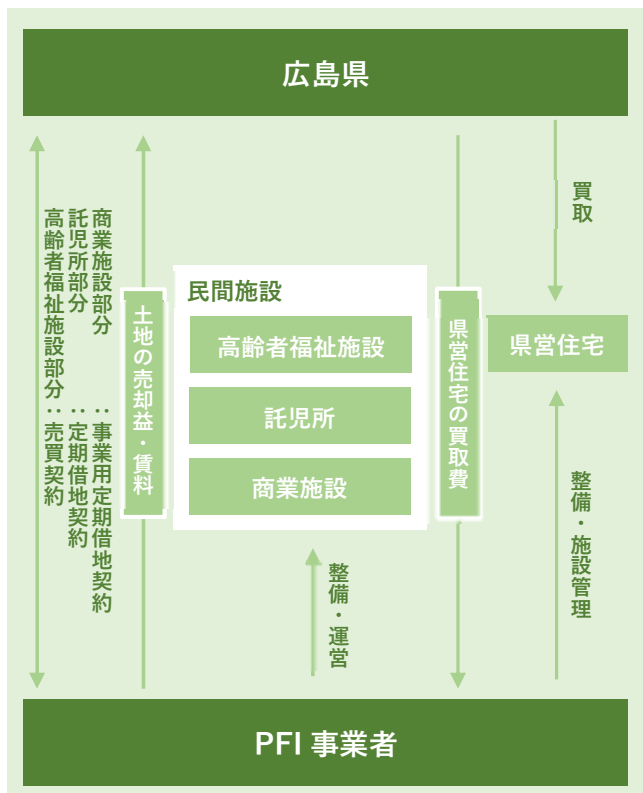 広島県
商業施設部分：事業用定期借地契約
託児所部分：定期借地契約
高齢者福祉施設部分：売買契約
土地の売却益・賃料
民間施設
高齢者福祉施設
託児所
商業施設
整備・運営
県営住宅の買取費
買取
県営住宅
整備・施設管理
PFI 事業者